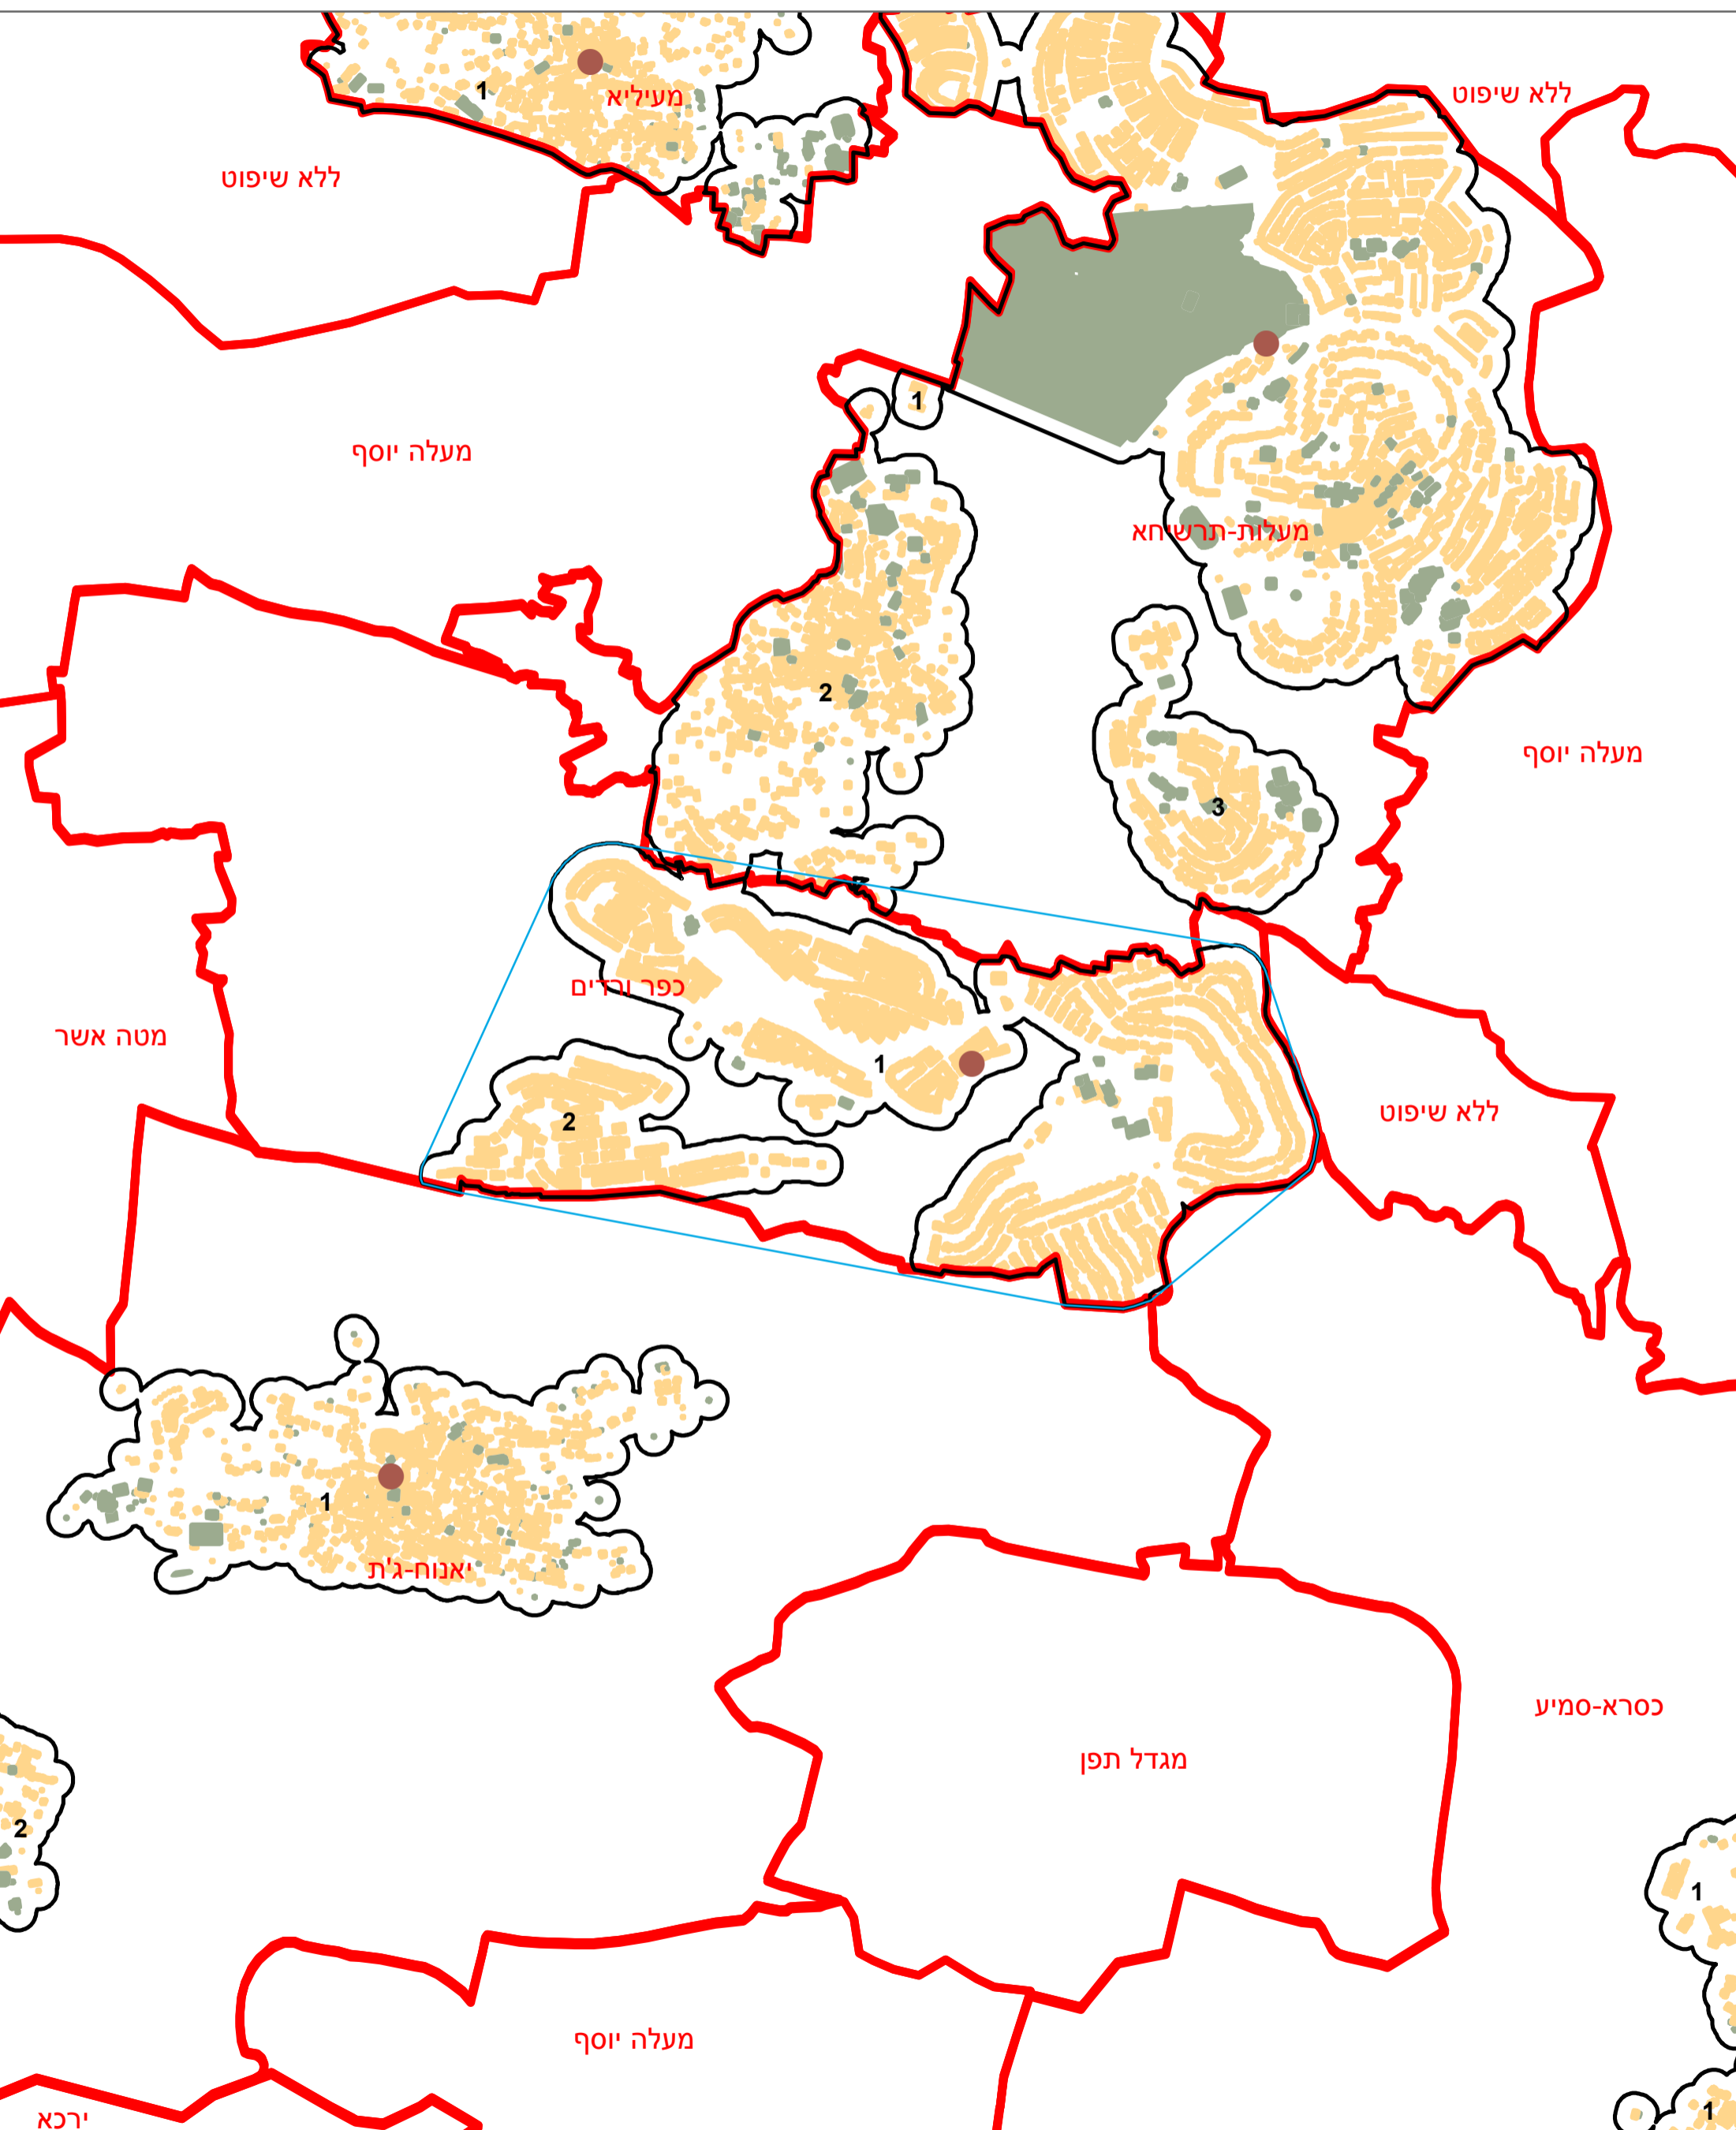 1
מעיליא
ללא שיפוט
ללא שיפוט
1
מעלה יוסף
מעלות-תרשיחא
2
מעלה יוסף
3
כפר ורדים
מטה אשר
1
2
ללא שיפוט
1
יאנוח-ג'ת
כסרא-סמיע
מגדל תפן
2
1
מעלה יוסף
1
ירכא